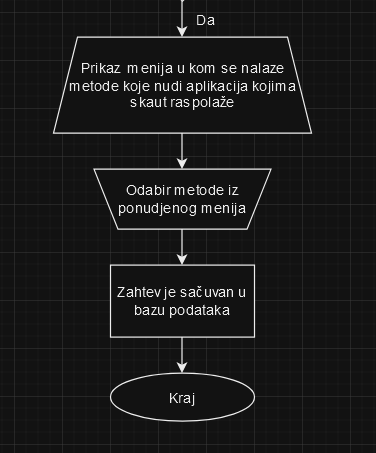 Da
Prikaz menija u kom se nalaze
metode koje nudi aplikacija kojima
skaut raspolaže
Odabir metode iz
ponudjenog menija
Zahtev je sačuvan u
bazu podataka
Kraj